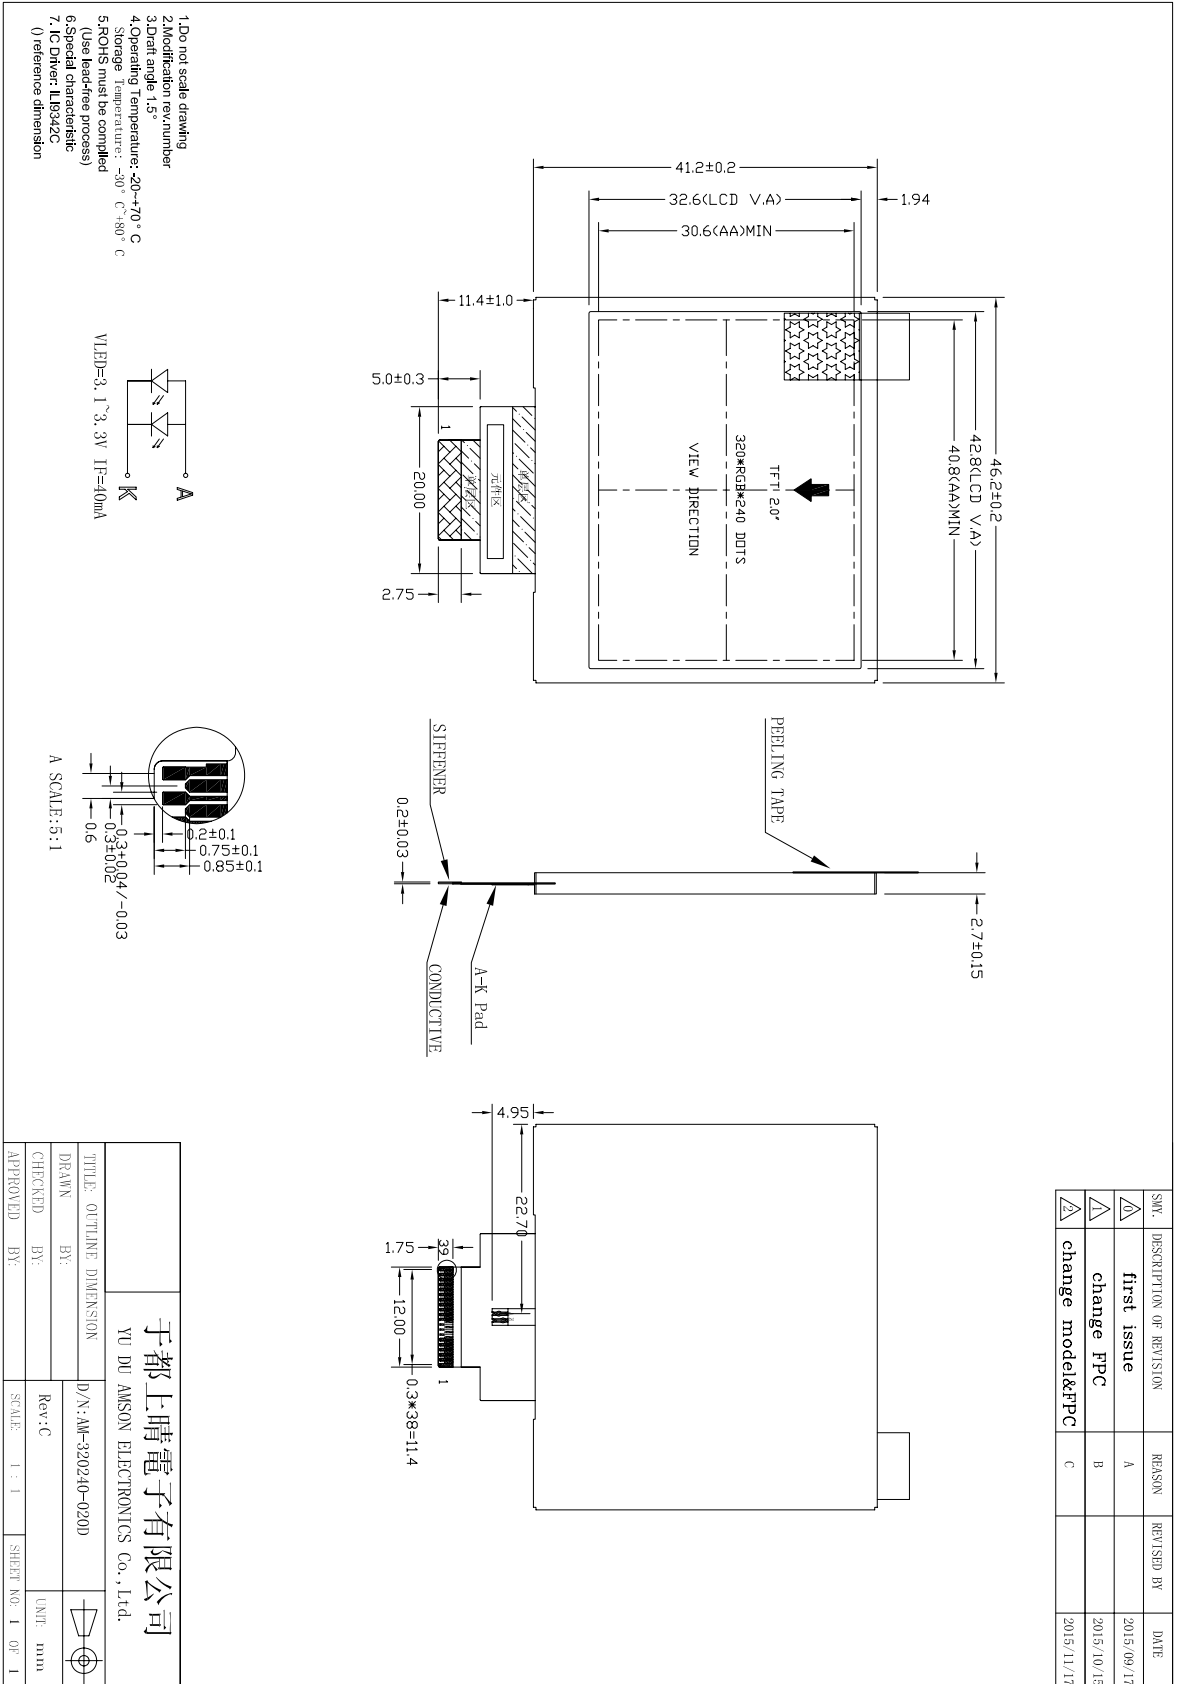 1.Do not scale drawing
2.Modification rev.number
3.Draft angle 1.5°
4.Operating Temperature: -20~+70° C
Storage Temperature: -30° C~+80° C
5.ROHS must be complied
(Use lead-free process)
6.Special characteristic
7. IC Driver: ILI9342C
() reference dimension
41.2±0.2
32.6(LCD V.A)
1.94
30.6(AA)MIN
11.4±1.0
5.0±0.3
46.2±0.2
42.8(LCD V.A)
40.8(AA)MIN
TFT! 2.0"
320*RGB*240 DOTS
VIEW DIRECTION
1
元件区
20.00
2.75
A
K
VLED=3.1~3.3V IF=40mA
PEELING TAPE
SIFFENER
0.2±0.03
2.7±0.15
A-K Pad
CONDUCTIVE
0.2±0.1
0.75±0.1
0.85±0.1
0.3+0.04/-0.03
0.3±0.02
0.6
A SCALE:5:1
4.95
22.70
1.75
39
12.00
1
0.3*38=11.4
SMY. DESCRIPTION OF REVISION REASON REVISED BY DATE
0 first issue A 2015/09/17
1 change FPC B 2015/10/15
2 change model&FPC C 2015/11/17
于都上晴電子有限公司
YU DU AMSON ELECTRONICS Co.,Ltd.
TITLE: OUTLINE DIMENSION D/N:AM-320240-020D
DRAWN BY:
CHECKED BY: Rev:C UNIT: mm
APPROVED BY: SCALE: 1 : 1 SHEET NO: 1 OF 1